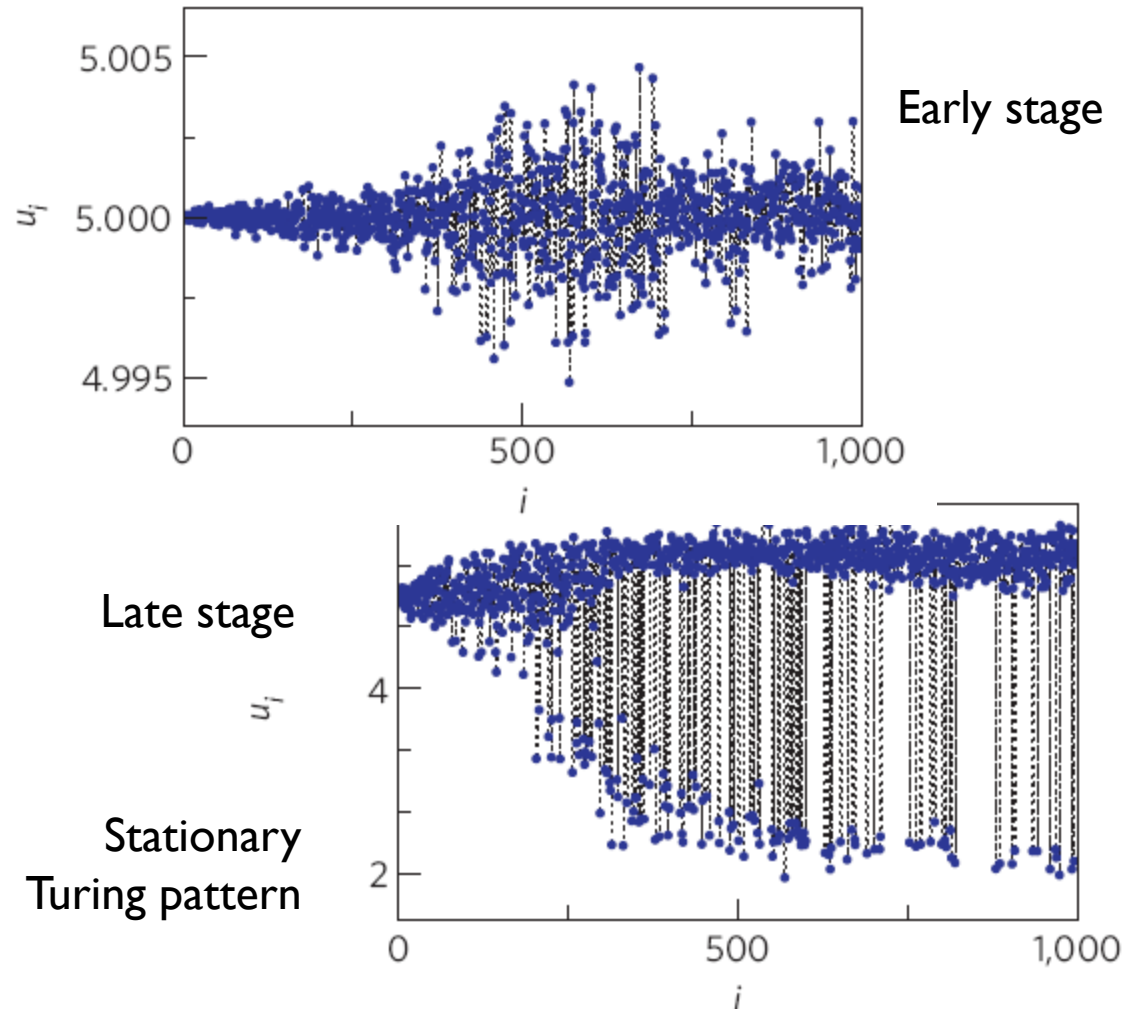 5.005
Early stage
u_i
5.000
4.995
0 500 1,000
i
Late stage
4
u_i
Stationary
Turing pattern
2
0 500 1,000
i